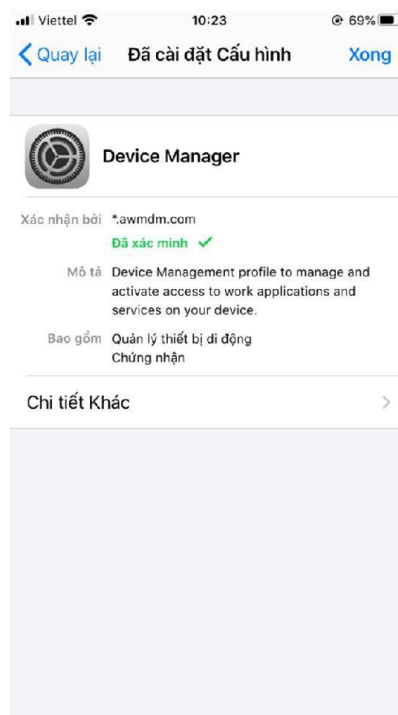 Viettel 10:23 69%
Quay lại Đã cài đặt Cấu hình Xong
Device Manager
Xác nhận bởi *.awmdm.com
Đã xác minh ✓
Mô tả Device Management profile to manage and
activate access to work applications and
services on your device.
Bao gồm Quản lý thiết bị di động
Chứng nhận
Chi tiết Khác